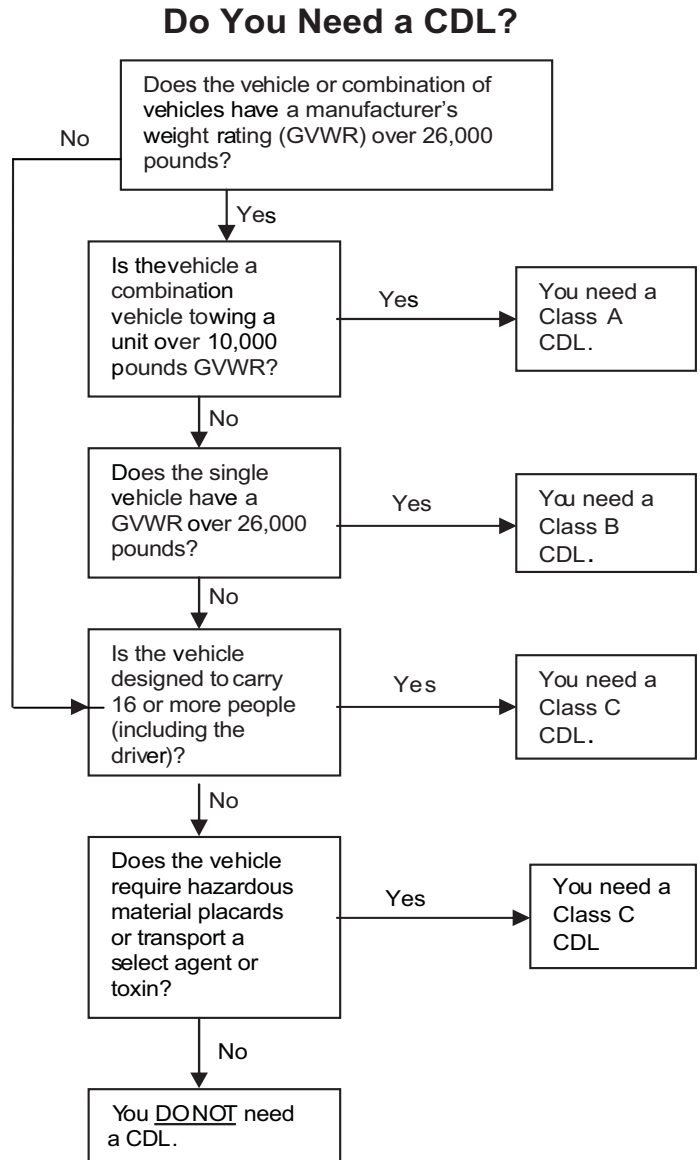 Do You Need a CDL?
Does the vehicle or combination of
vehicles have a manufacturer's
weight rating (GVWR) over 26,000
pounds?
No
Yes
Is thevehicle a
combination
vehicle towing a
unit over 10,000
pounds GVWR?
Yes
You need a
Class A
CDL.
No
Does the single
vehicle have a
GVWR over 26,000
pounds?
Yes
You need a
Class B
CDL.
No
Is the vehicle
designed to carry
16 or more people
(including the
driver)?
Yes
You need a
Class C
CDL.
No
Does the vehicle
require hazardous
material placards
or transport a
select agent or
toxin?
Yes
You need a
Class C
CDL
No
You DO NOT need
a CDL.